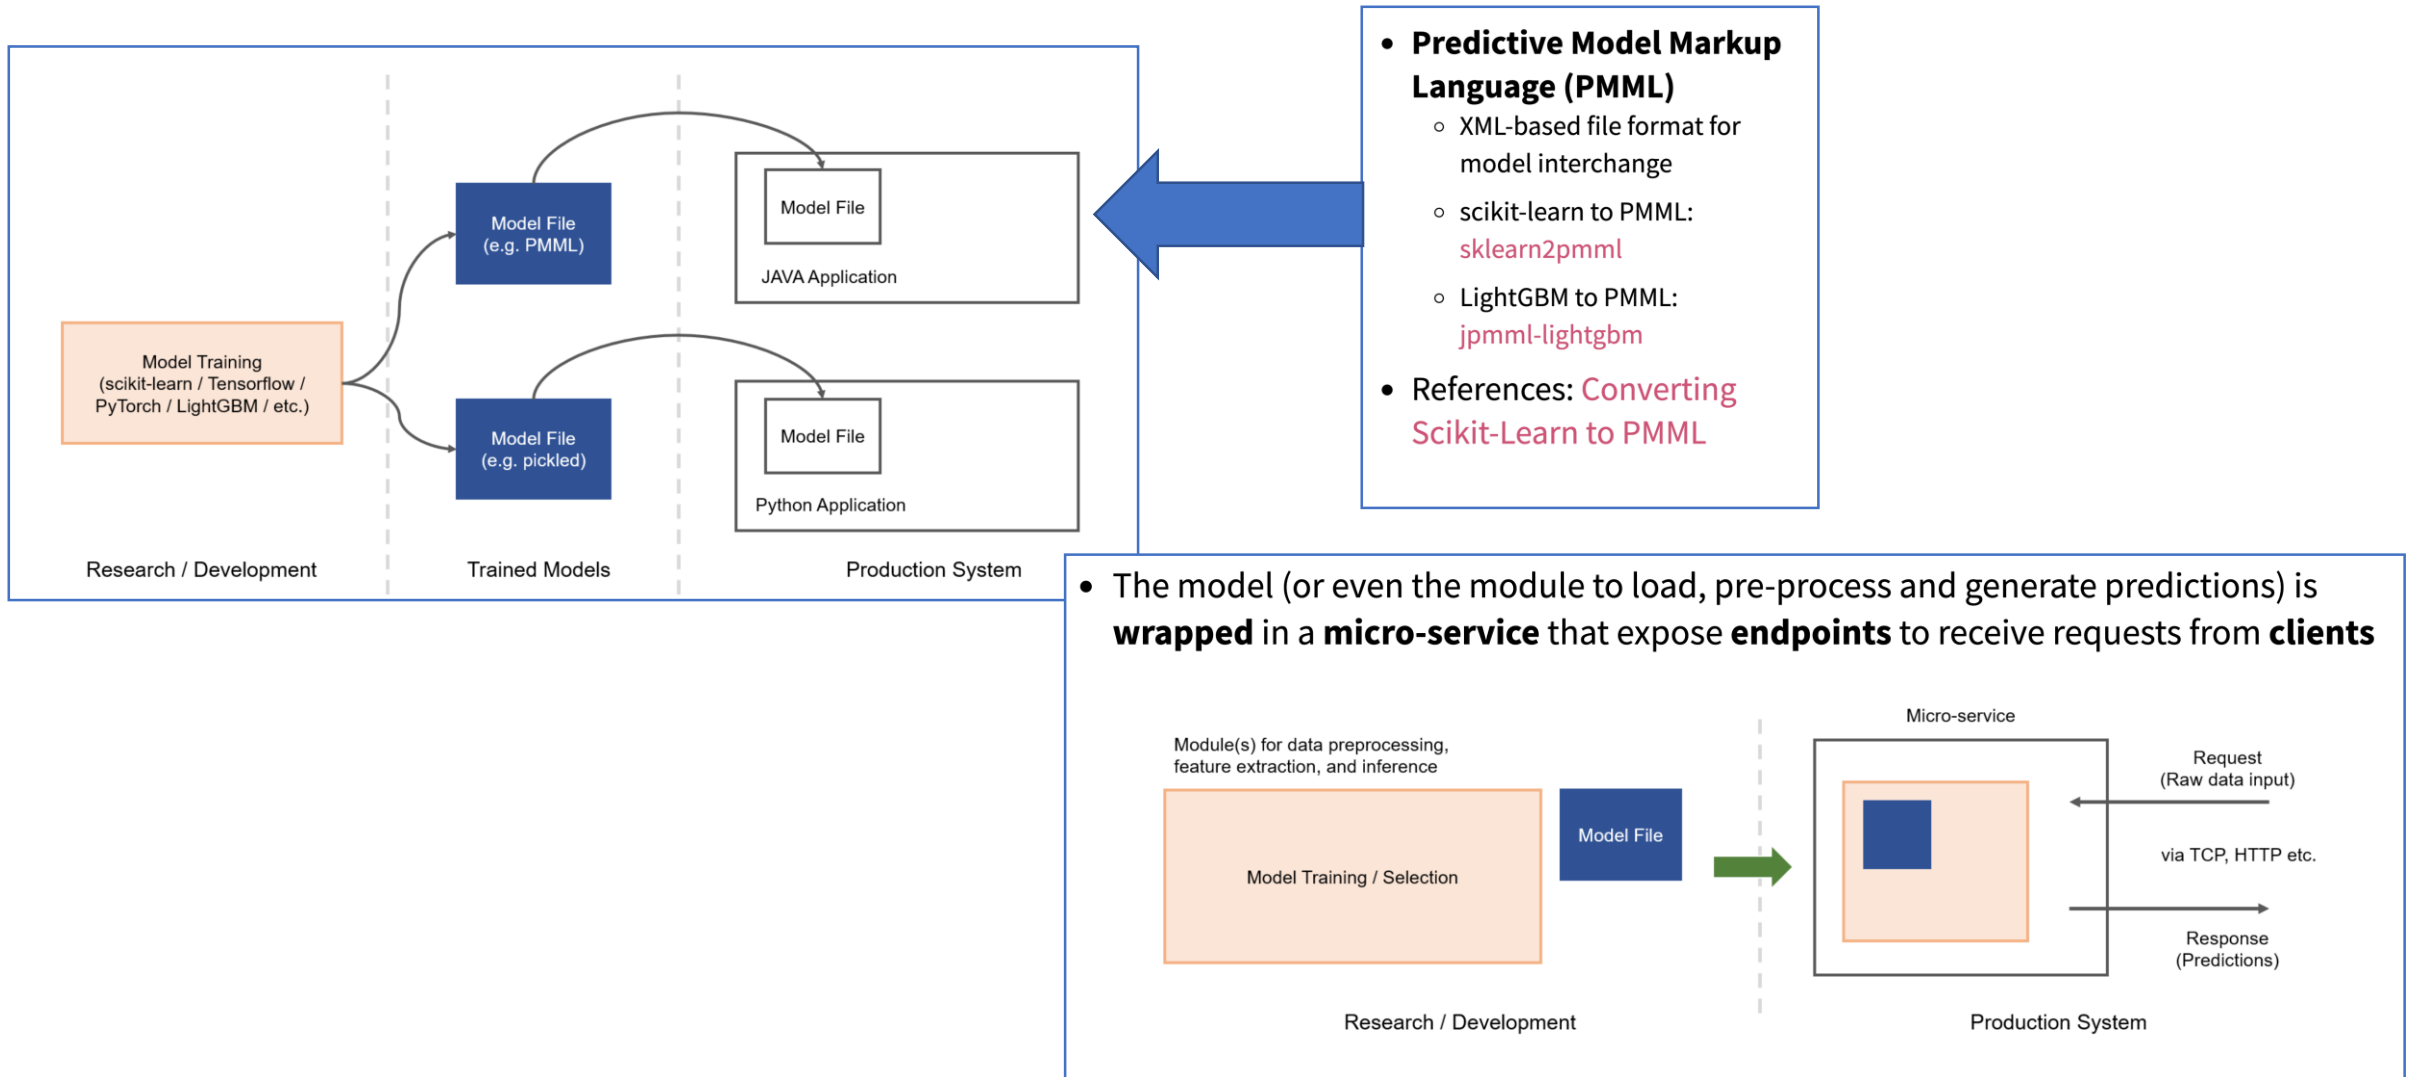 Model Training
(scikit-learn / Tensorflow /
PyTorch / LightGBM / etc.)
Model File
(e.g. PMML)
Model File
(e.g. pickled)
Model File
JAVA Application
Model File
Python Application
Research / Development
Trained Models
Production System
• Predictive Model Markup
Language (PMML)
○ XML-based file format for
model interchange
○ scikit-learn to PMML:
sklearn2pmml
○ LightGBM to PMML:
jpmml-lightgbm
• References: Converting
Scikit-Learn to PMML
• The model (or even the module to load, pre-process and generate predictions) is
wrapped in a micro-service that expose endpoints to receive requests from clients
Module(s) for data preprocessing,
feature extraction, and inference
Model Training / Selection
Model File
Micro-service
Request
(Raw data input)
via TCP, HTTP etc.
Response
(Predictions)
Research / Development
Production System